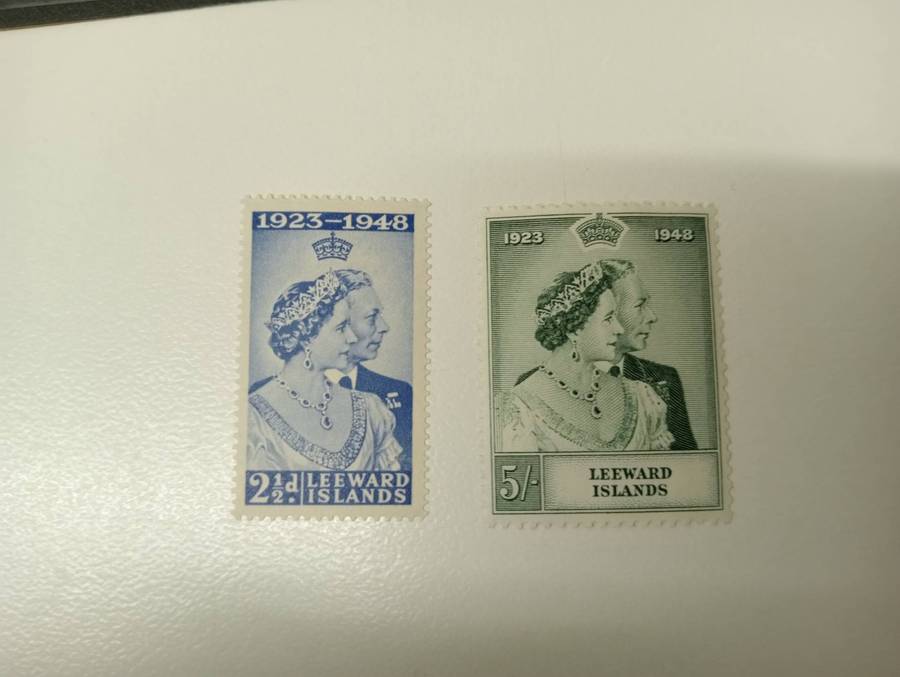 1923–1948
2½d.
LEEWARD
ISLANDS
1923 1948
5/-
LEEWARD
ISLANDS